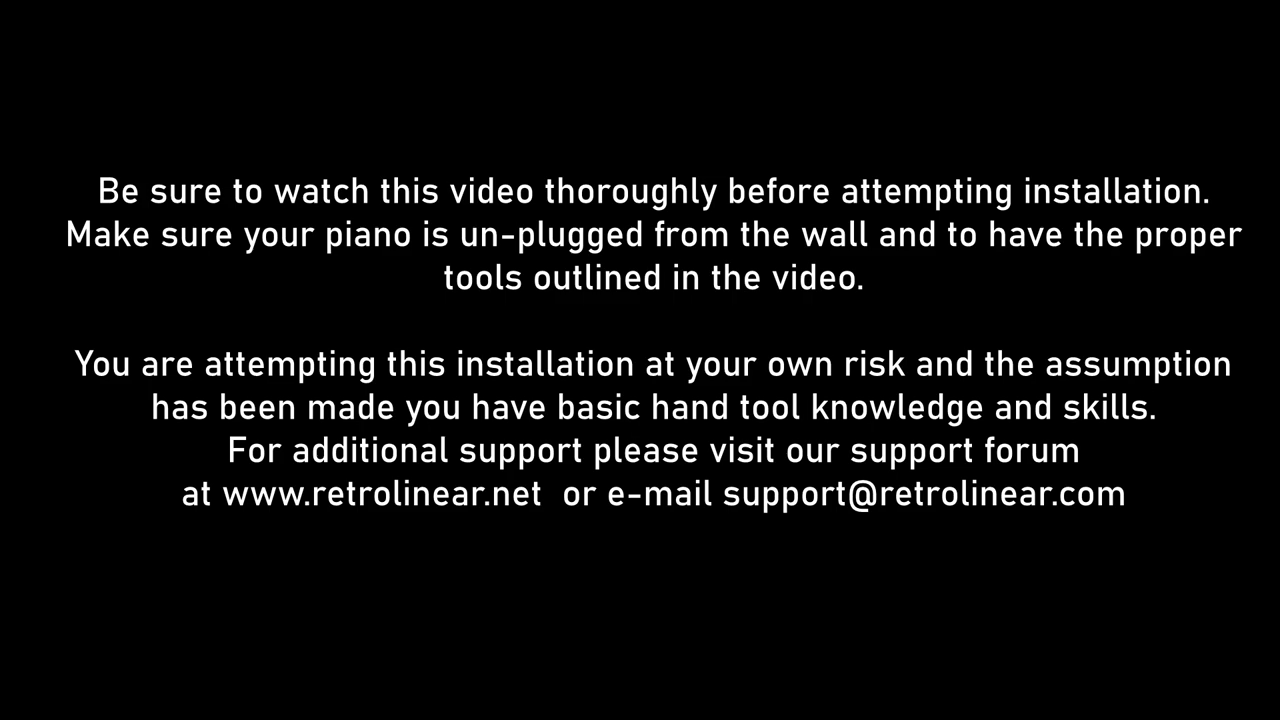 Be sure to watch this video thoroughly before attempting installation.
Make sure your piano is un-plugged from the wall and to have the proper
tools outlined in the video.
You are attempting this installation at your own risk and the assumption
has been made you have basic hand tool knowledge and skills.
For additional support please visit our support forum
at www.retrolinear.net  or e-mail support@retrolinear.com